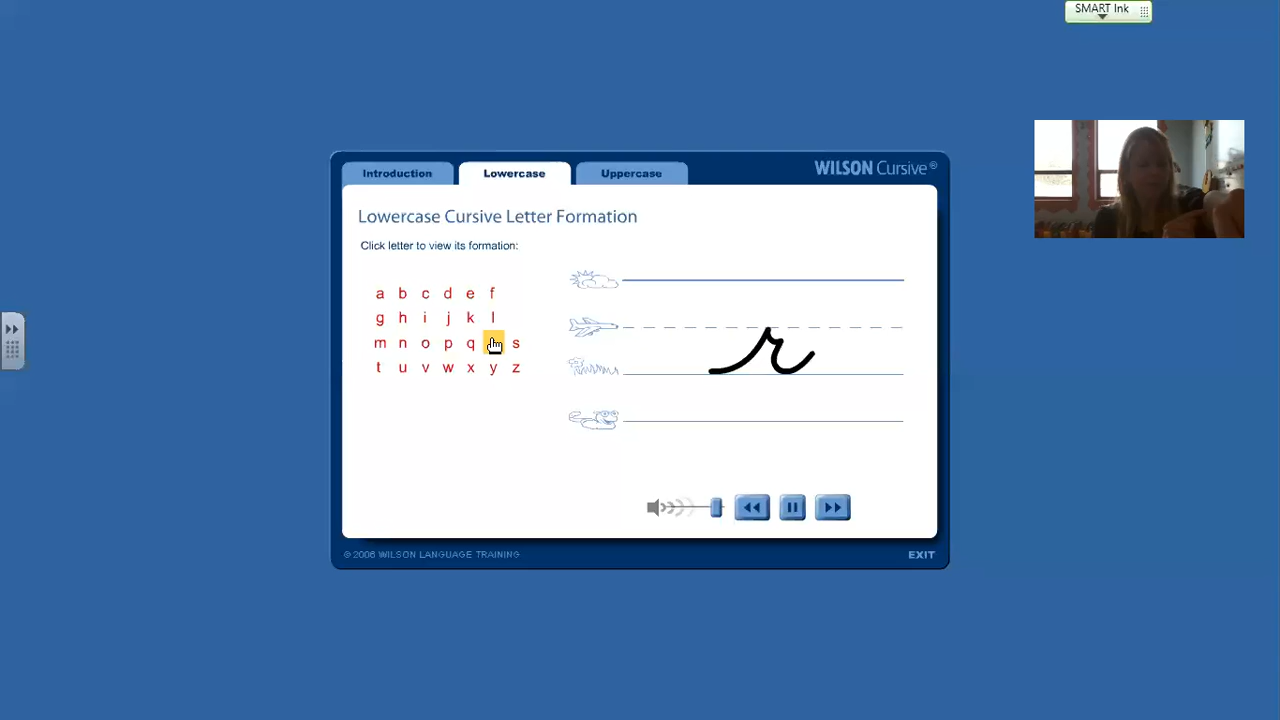 SMART Ink
Introduction
Lowercase
Uppercase
WILSON Cursive®
Lowercase Cursive Letter Formation
Click letter to view its formation:
a b c d e f
g h i j k l
m n o p q s
t u v w x y z
r
© 2006 WILSON LANGUAGE TRAINING
EXIT